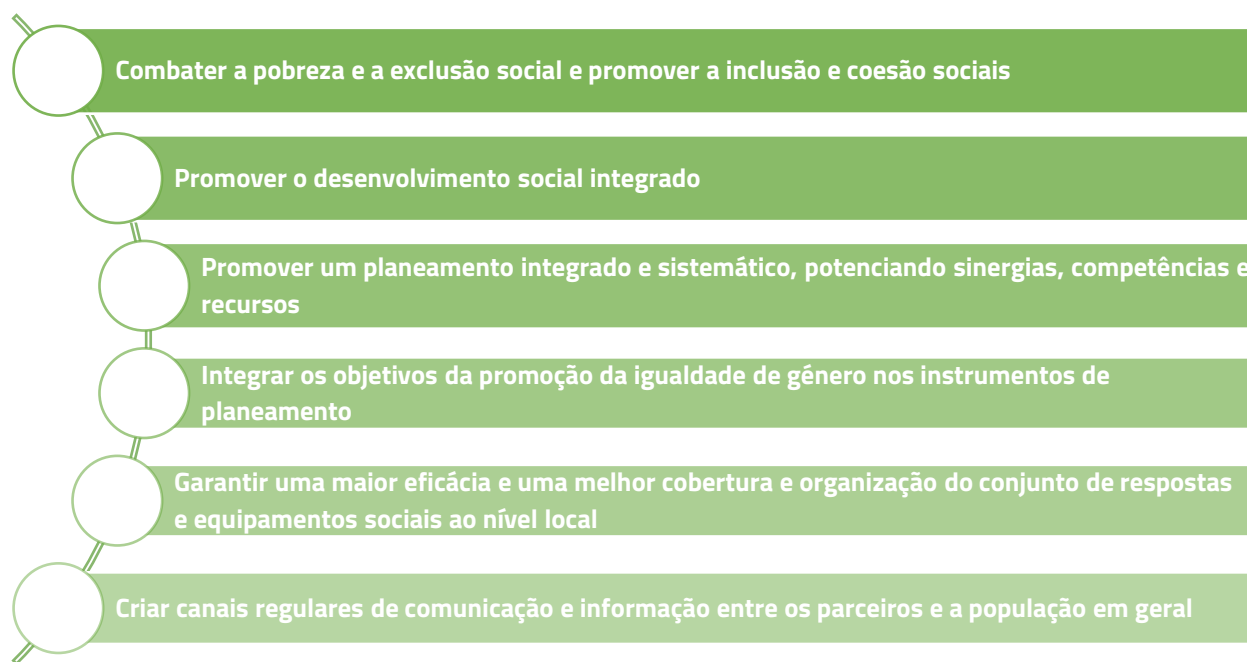 Combater a pobreza e a exclusão social e promover a inclusão e coesão sociais
Promover o desenvolvimento social integrado
Promover um planeamento integrado e sistemático, potenciando sinergias, competências e
recursos
Integrar os objetivos da promoção da igualdade de género nos instrumentos de
planeamento
Garantir uma maior eficácia e uma melhor cobertura e organização do conjunto de respostas
e equipamentos sociais ao nível local
Criar canais regulares de comunicação e informação entre os parceiros e a população em geral